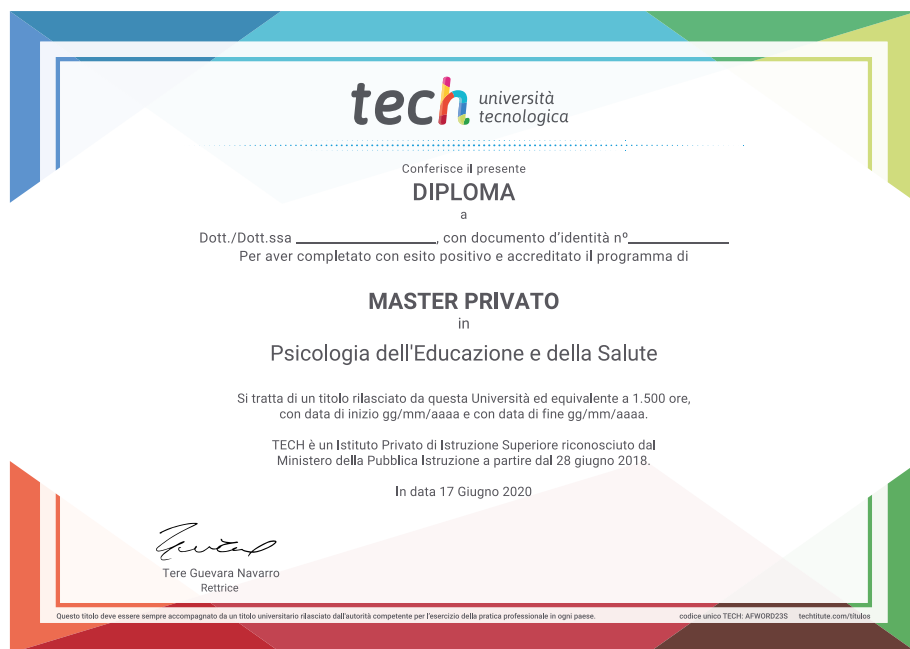 tech università
tecnologica
Conferisce il presente
DIPLOMA
a
Dott./Dott.ssa ________________, con documento d'identità nº____________
Per aver completato con esito positivo e accreditato il programma di
MASTER PRIVATO
in
Psicologia dell'Educazione e della Salute
Si tratta di un titolo rilasciato da questa Università ed equivalente a 1.500 ore,
con data di inizio gg/mm/aaaa e con data di fine gg/mm/aaaa.
TECH è un Istituto Privato di Istruzione Superiore riconosciuto dal
Ministero della Pubblica Istruzione a partire dal 28 giugno 2018.
In data 17 Giugno 2020
Tere Guevara Navarro
Rettrice
Questo titolo deve essere sempre accompagnato da un titolo universitario rilasciato dall'autorità competente per l'esercizio della pratica professionale in ogni paese. codice unico TECH: AFWORD23S techtitute.com/titulos